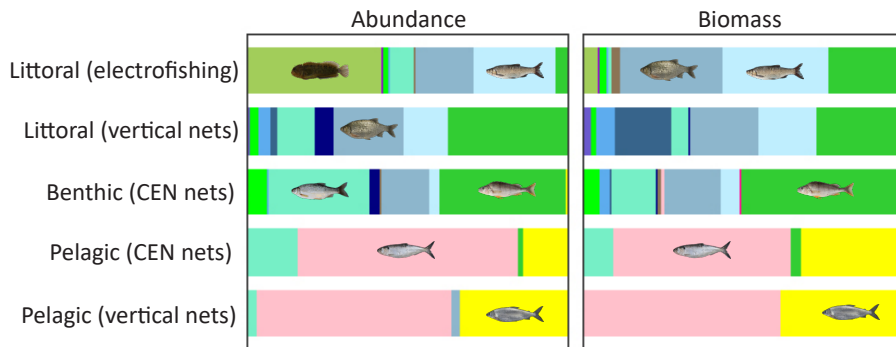 Abundance
Biomass
Littoral (electrofishing)
Littoral (vertical nets)
Benthic (CEN nets)
Pelagic (CEN nets)
Pelagic (vertical nets)